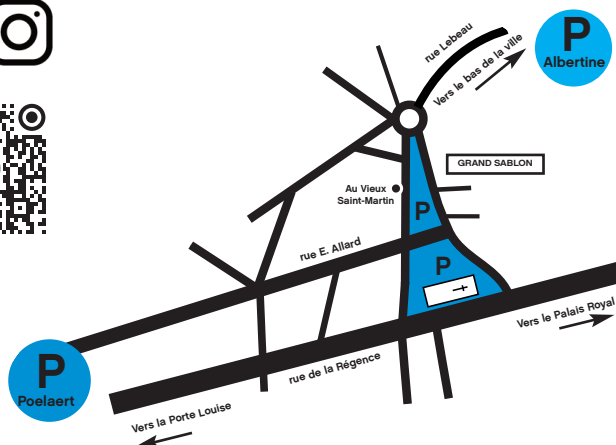 rue Lebeau
Vers le bas de la ville
P
Albertine
GRAND SABLON
Au Vieux
Saint-Martin
P
rue E. Allard
P
Vers le Palais Royal
P
Poelaert
rue de la Régence
Vers la Porte Louise